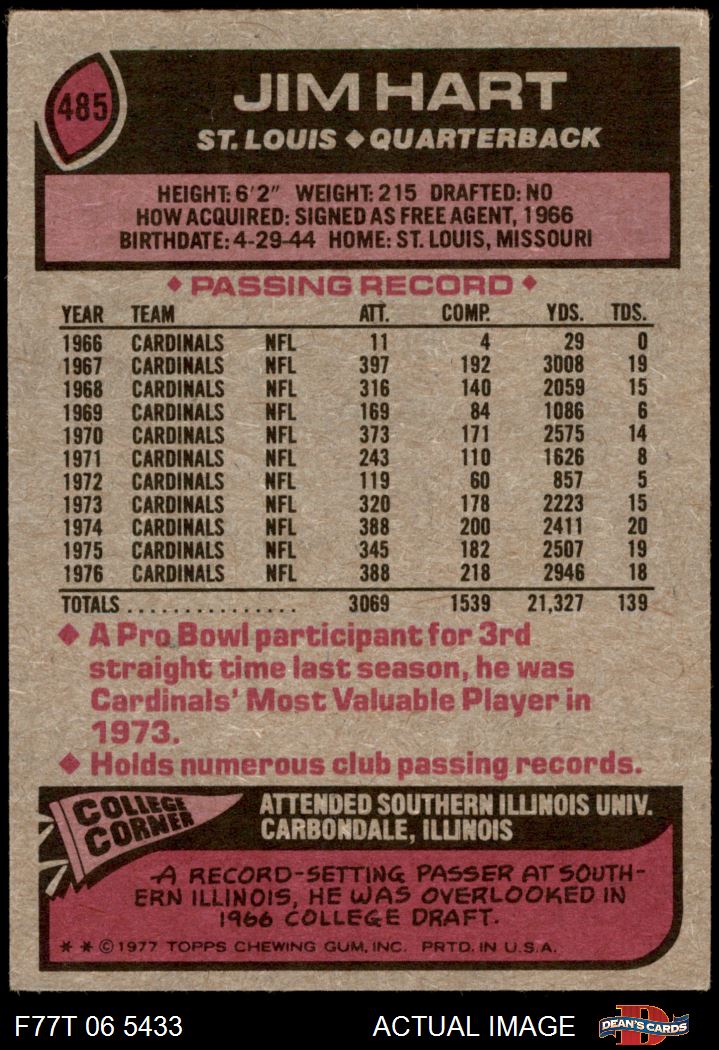 485
JIM HART
ST. LOUIS ◆ QUARTERBACK
HEIGHT: 6'2" WEIGHT: 215 DRAFTED: NO
HOW ACQUIRED: SIGNED AS FREE AGENT, 1966
BIRTHDATE: 4-29-44 HOME: ST. LOUIS, MISSOURI
◆ PASSING RECORD ◆
YEAR TEAM ATT. COMP. YDS. TDS.
1966 CARDINALS NFL 11 4 29 0
1967 CARDINALS NFL 397 192 3008 19
1968 CARDINALS NFL 316 140 2059 15
1969 CARDINALS NFL 169 84 1086 6
1970 CARDINALS NFL 373 171 2575 14
1971 CARDINALS NFL 243 110 1626 8
1972 CARDINALS NFL 119 60 857 5
1973 CARDINALS NFL 320 178 2223 15
1974 CARDINALS NFL 388 200 2411 20
1975 CARDINALS NFL 345 182 2507 19
1976 CARDINALS NFL 388 218 2946 18
TOTALS ................ 3069 1539 21,327 139
◆ A Pro Bowl participant for 3rd
straight time last season, he was
Cardinals' Most Valuable Player in
1973.
◆ Holds numerous club passing records.
COLLEGE
CORNER
ATTENDED SOUTHERN ILLINOIS UNIV.
CARBONDALE, ILLINOIS
A RECORD-SETTING PASSER AT SOUTH-
ERN ILLINOIS, HE WAS OVERLOOKED IN
1966 COLLEGE DRAFT.
* * © 1977 TOPPS CHEWING GUM, INC. PRTD. IN U.S.A.
F77T 06 5433 ACTUAL IMAGE
D
DEAN'S CARDS